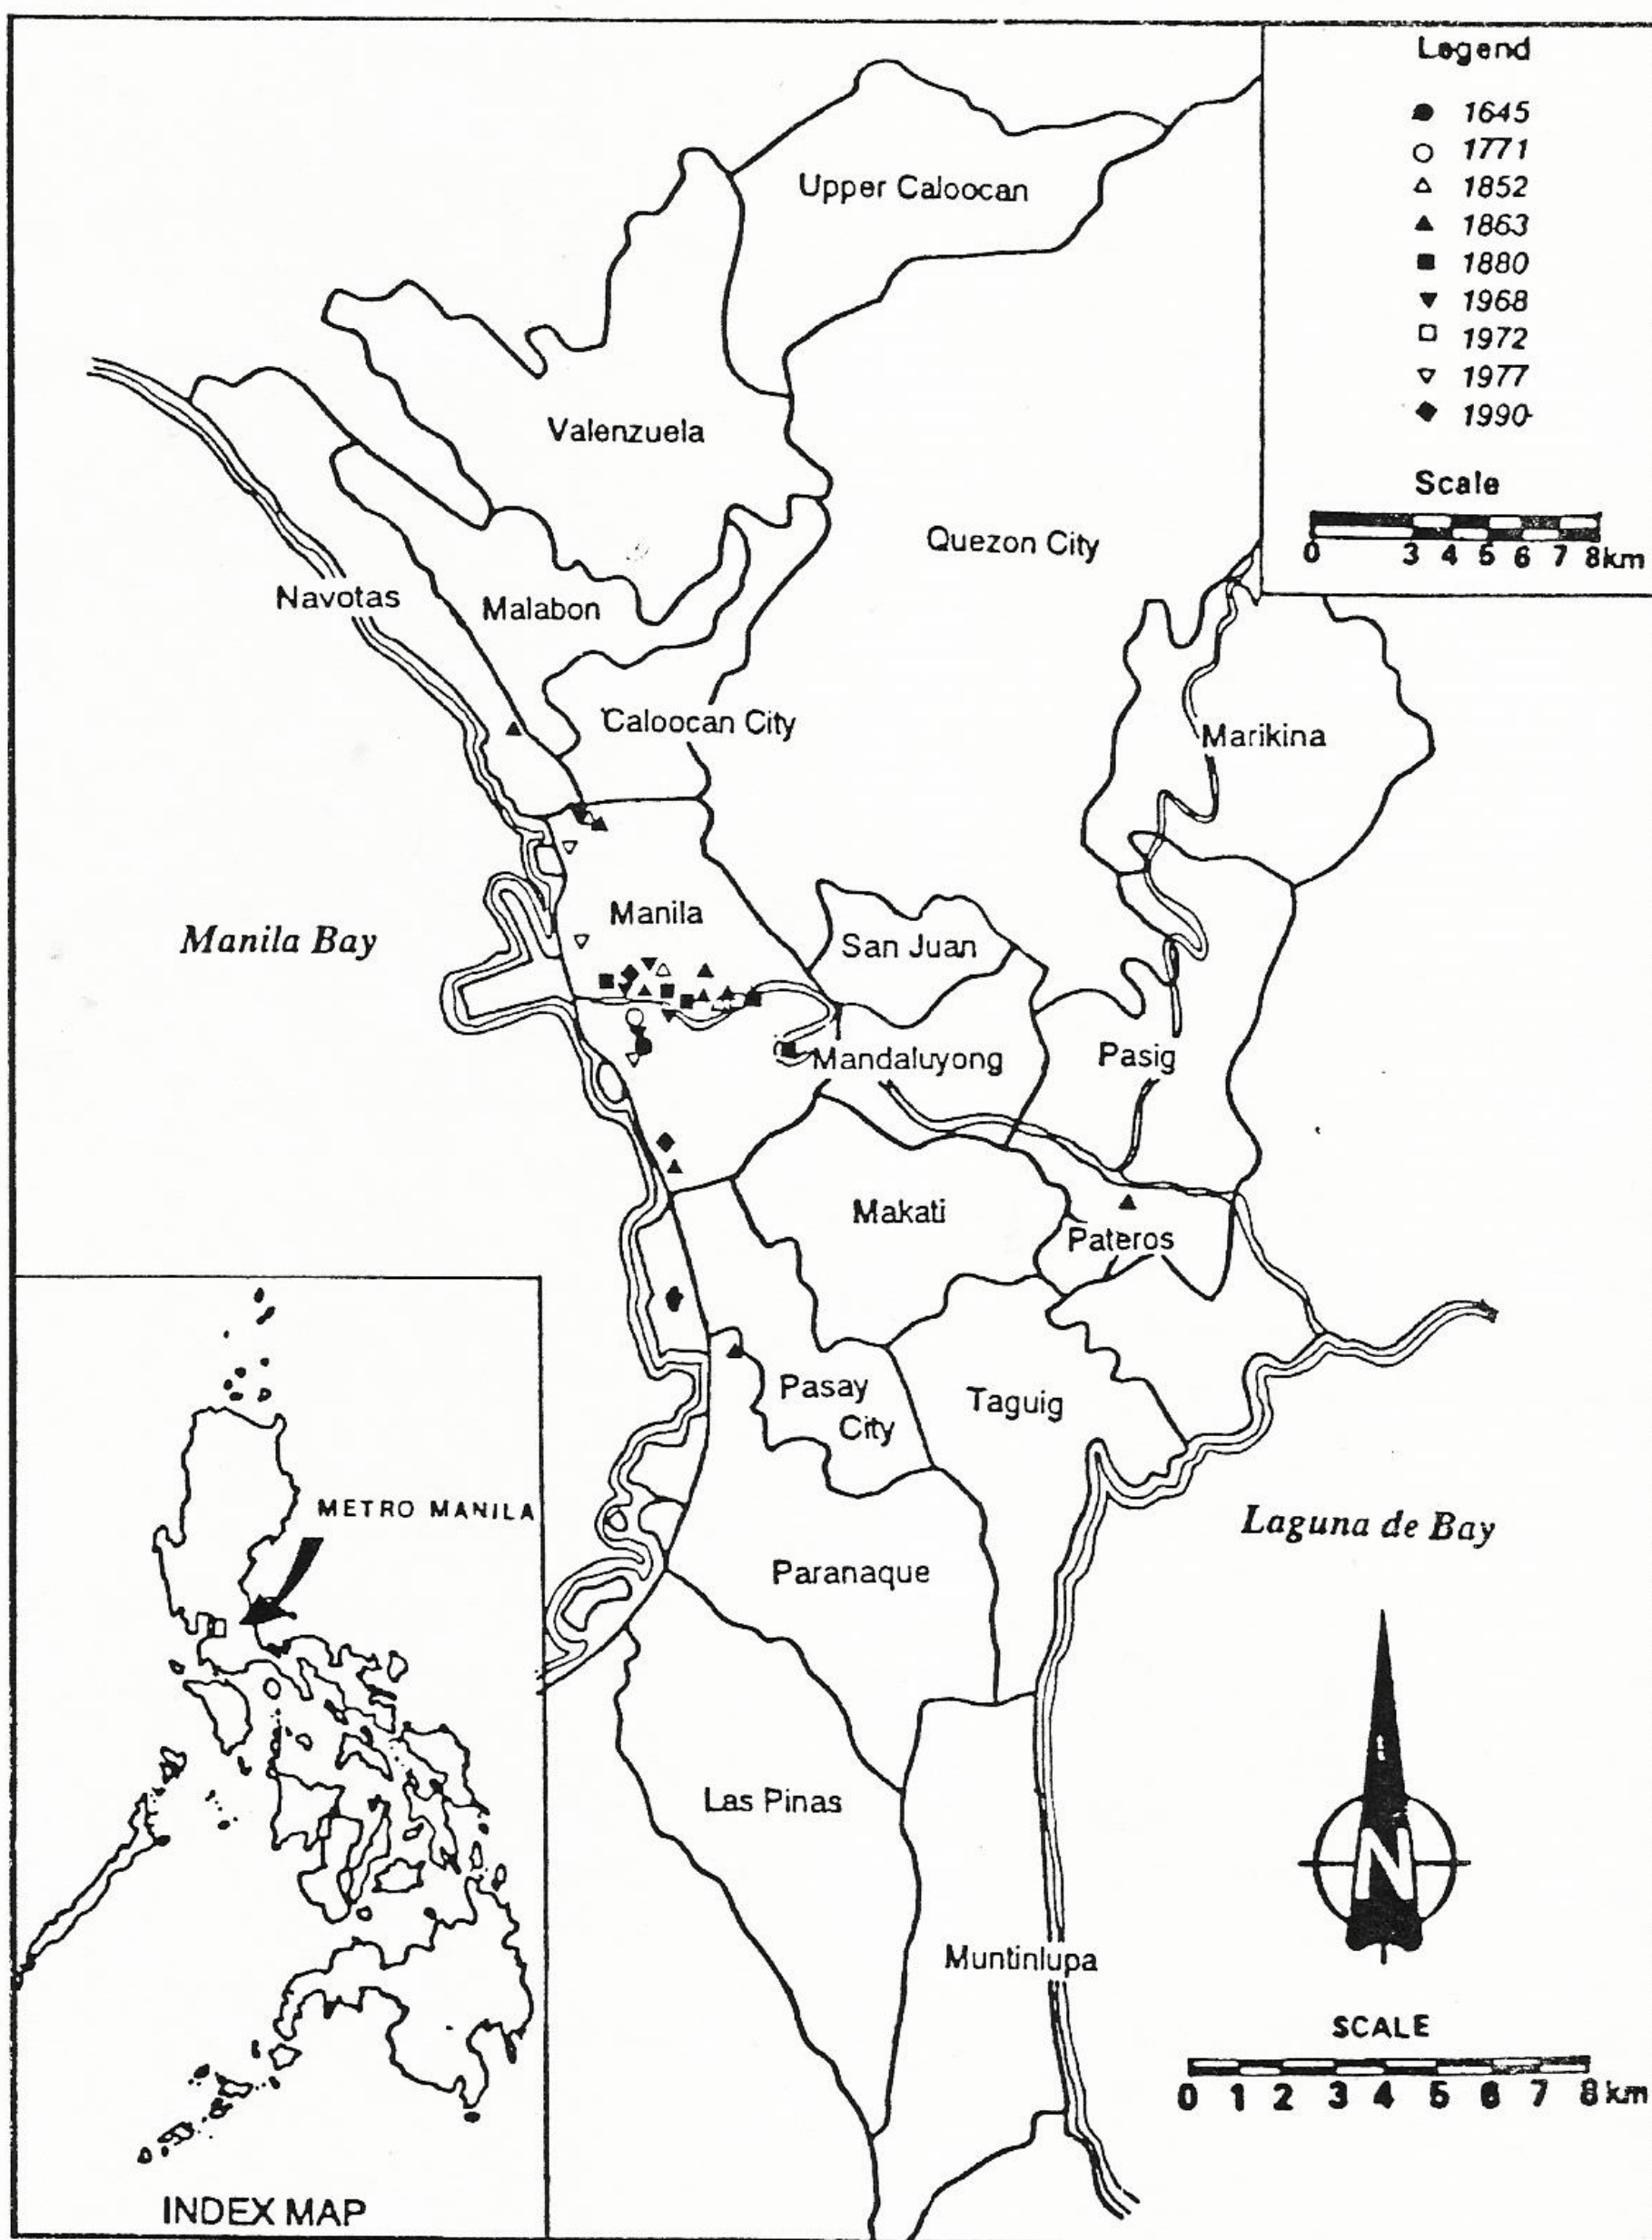 Legend
1645
1771
1852
1863
1880
1968
1972
1977
1990
Scale
0 3 4 5 6 7 8km
Upper Caloocan
Valenzuela
Quezon City
Navotas
Malabon
Caloocan City
Marikina
Manila
Manila Bay
San Juan
Mandaluyong
Pasig
Makati
Pateros
Pasay
City
Taguig
METRO MANILA
Laguna de Bay
Paranaque
Las Pinas
N
Muntinlupa
SCALE
0 1 2 3 4 5 6 7 8km
INDEX MAP